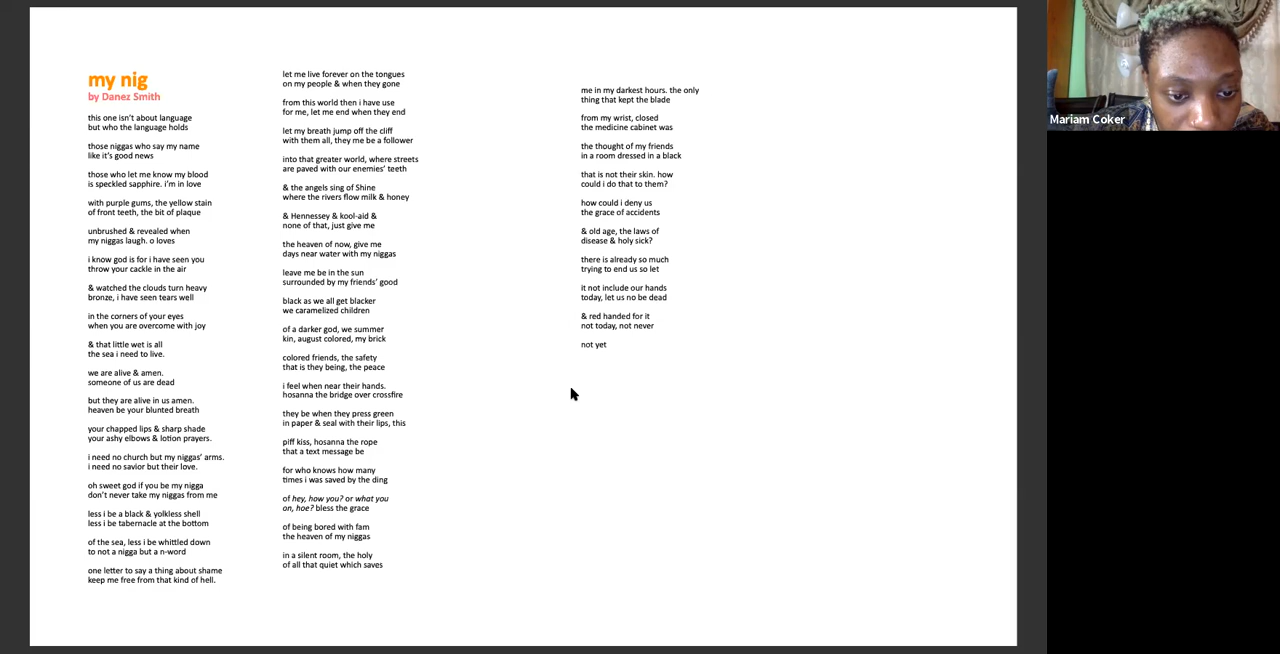 my nig
by Danez Smith
this one isn't about language
but who the language holds
those niggas who say my name
like it's good news
those who let me know my blood
is speckled sapphire. i'm in love
with purple gums, the yellow stain
of front teeth, the bit of plaque
unbrushed & revealed when
my niggas laugh. o loves
i know god is for i have seen you
throw your cackle in the air
& watched the clouds turn heavy
bronze, i have seen tears well
in the corners of your eyes
when you are overcome with joy
& that little wet is all
the sea i need to live.
we are alive & amen.
someone of us are dead
but they are alive in us amen.
heaven be your blunted breath
your chapped lips & sharp shade
your ashy elbows & lotion prayers.
i need no church but my niggas' arms.
i need no savior but their love.
oh sweet god if you be my nigga
don't never take my niggas from me
less i be a black & yolkless shell
less i be tabernacle at the bottom
of the sea, less i be whittled down
to not a nigga but a n-word
one letter to say a thing about shame
keep me free from that kind of hell.
let me live forever on the tongues
on my people & when they gone
from this world then i have use
for me, let me end when they end
let my breath jump off the cliff
with them all, they me be a follower
into that greater world, where streets
are paved with our enemies' teeth
& the angels sing of Shine
where the rivers flow milk & honey
& Hennessey & kool-aid &
none of that, just give me
the heaven of now, give me
days near water with my niggas
leave me be in the sun
surrounded by my friends' good
black as we all get blacker
we caramelized children
of a darker god, we summer
kin, august colored, my brick
colored friends, the safety
that is they being, the peace
i feel when near their hands.
hosanna the bridge over crossfire
they be when they press green
in paper & seal with their lips, this
piff kiss, hosanna the rope
that a text message be
for who knows how many
times i was saved by the ding
of hey, how you? or what you
on, hoe? bless the grace
of being bored with fam
the heaven of my niggas
in a silent room, the holy
of all that quiet which saves
me in my darkest hours. the only
thing that kept the blade
from my wrist, closed
the medicine cabinet was
the thought of my friends
in a room dressed in a black
that is not their skin. how
could i do that to them?
how could i deny us
the grace of accidents
& old age, the laws of
disease & holy sick?
there is already so much
trying to end us so let
it not include our hands
today, let us no be dead
& red handed for it
not today, not never
not yet
Mariam Coker